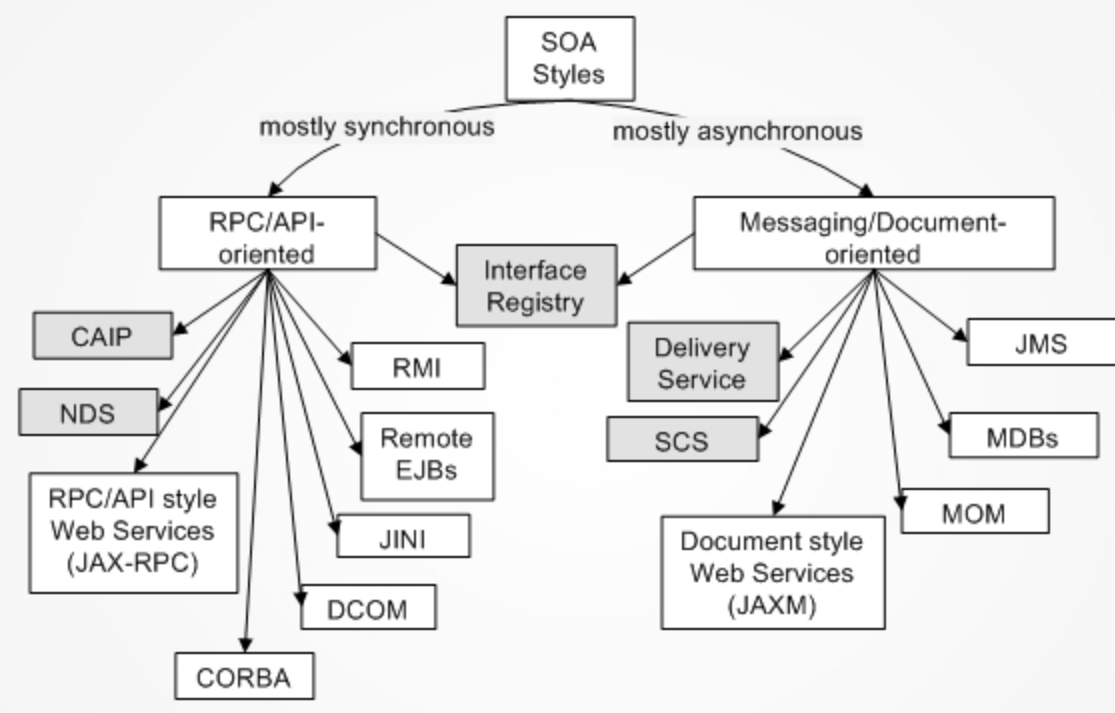 SOA
Styles
mostly synchronous
mostly asynchronous
RPC/API-
oriented
Messaging/Document-
oriented
Interface
Registry
CAIP
NDS
RPC/API style
Web Services
(JAX-RPC)
CORBA
DCOM
JINI
Remote
EJBs
RMI
Delivery
Service
SCS
Document style
Web Services
(JAXM)
MOM
MDBs
JMS